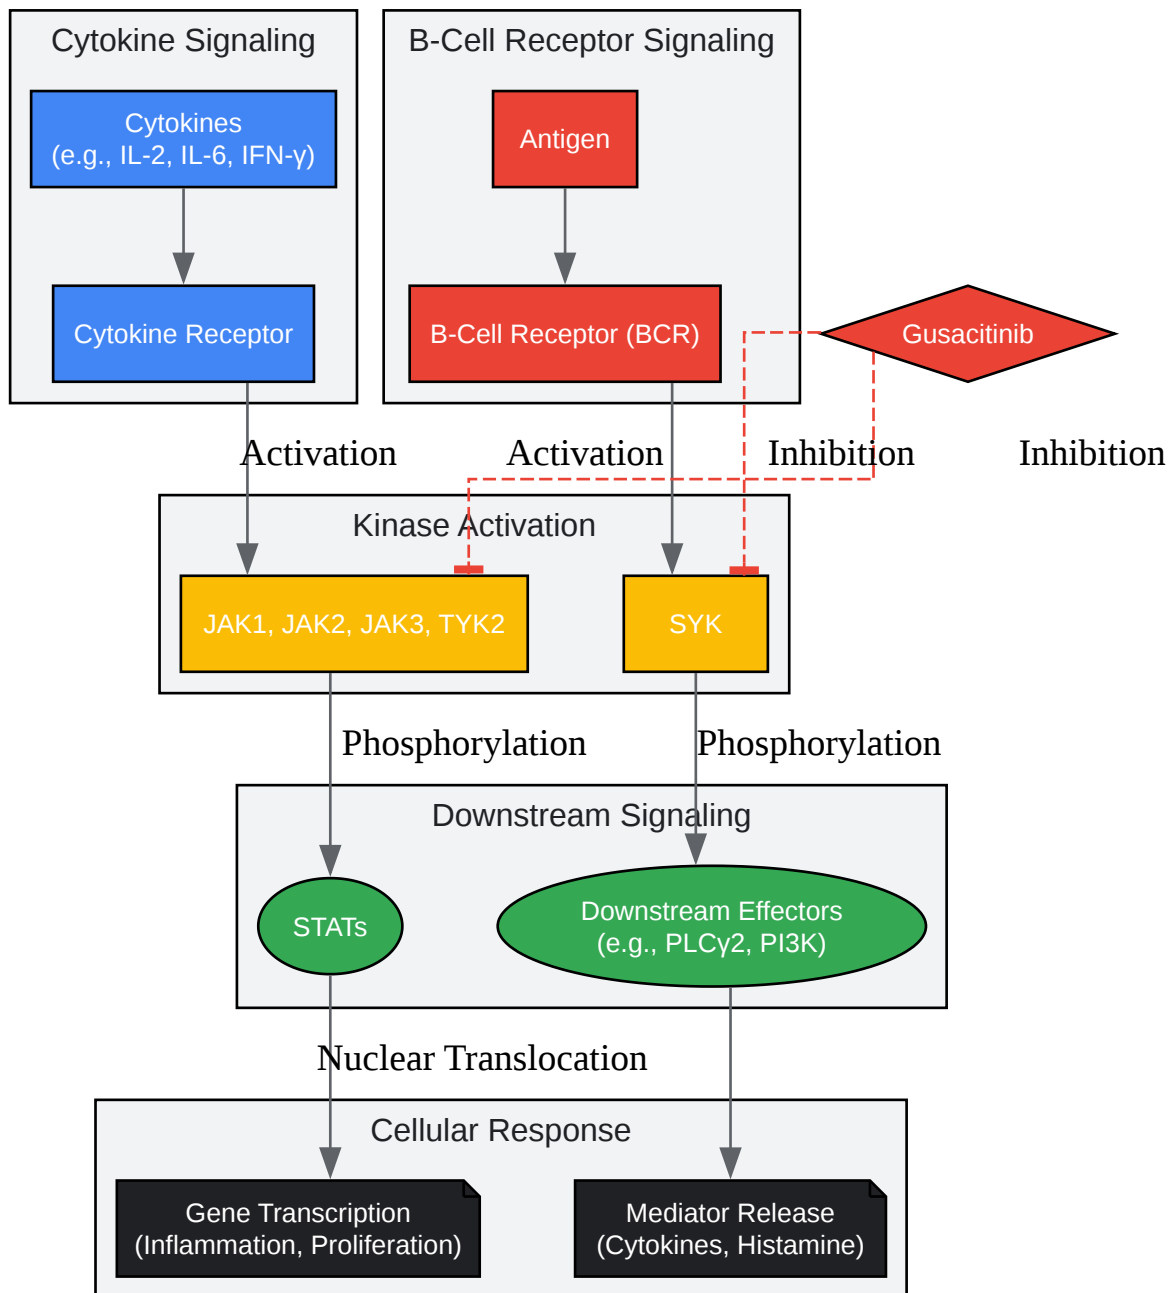 Cytokine Signaling
B-Cell Receptor Signaling
Cytokines
(e.g., IL-2, IL-6, IFN-γ)
Antigen
Cytokine Receptor
B-Cell Receptor (BCR)
Gusacitinib
Activation
Activation
Inhibition
Inhibition
Kinase Activation
JAK1, JAK2, JAK3, TYK2
SYK
Phosphorylation
Phosphorylation
Downstream Signaling
STATs
Downstream Effectors
(e.g., PLCγ2, PI3K)
Nuclear Translocation
Cellular Response
Gene Transcription
(Inflammation, Proliferation)
Mediator Release
(Cytokines, Histamine)